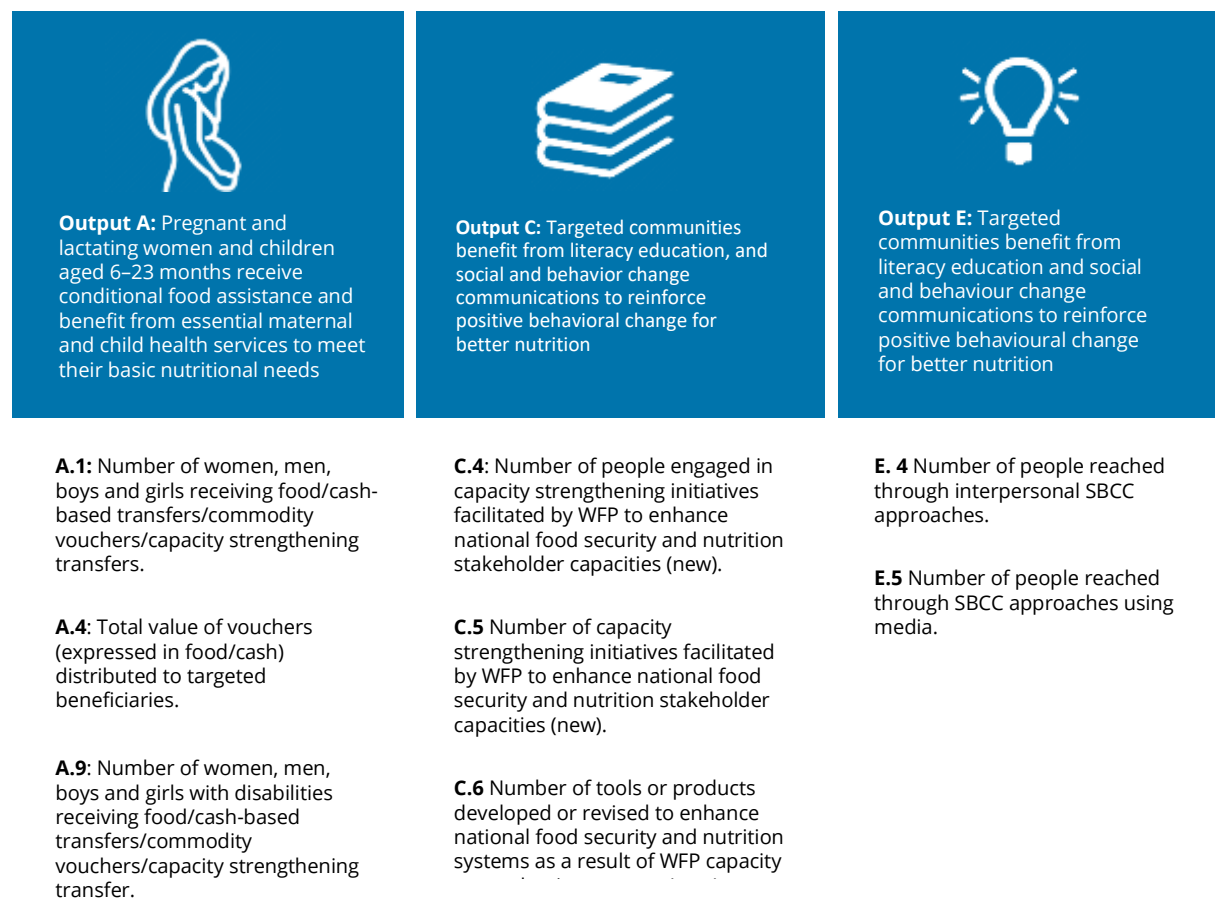 Output A: Pregnant and
lactating women and children
aged 6–23 months receive
conditional food assistance and
benefit from essential maternal
and child health services to meet
their basic nutritional needs
Output C: Targeted communities
benefit from literacy education, and
social and behavior change
communications to reinforce
positive behavioral change for
better nutrition
Output E: Targeted
communities benefit from
literacy education and social
and behaviour change
communications to reinforce
positive behavioural change
for better nutrition
A.1: Number of women, men,
boys and girls receiving food/cash-
based transfers/commodity
vouchers/capacity strengthening
transfers.
A.4: Total value of vouchers
(expressed in food/cash)
distributed to targeted
beneficiaries.
A.9: Number of women, men,
boys and girls with disabilities
receiving food/cash-based
transfers/commodity
vouchers/capacity strengthening
transfer.
C.4: Number of people engaged in
capacity strengthening initiatives
facilitated by WFP to enhance
national food security and nutrition
stakeholder capacities (new).
C.5 Number of capacity
strengthening initiatives facilitated
by WFP to enhance national food
security and nutrition stakeholder
capacities (new).
C.6 Number of tools or products
developed or revised to enhance
national food security and nutrition
systems as a result of WFP capacity
E. 4 Number of people reached
through interpersonal SBCC
approaches.
E.5 Number of people reached
through SBCC approaches using
media.